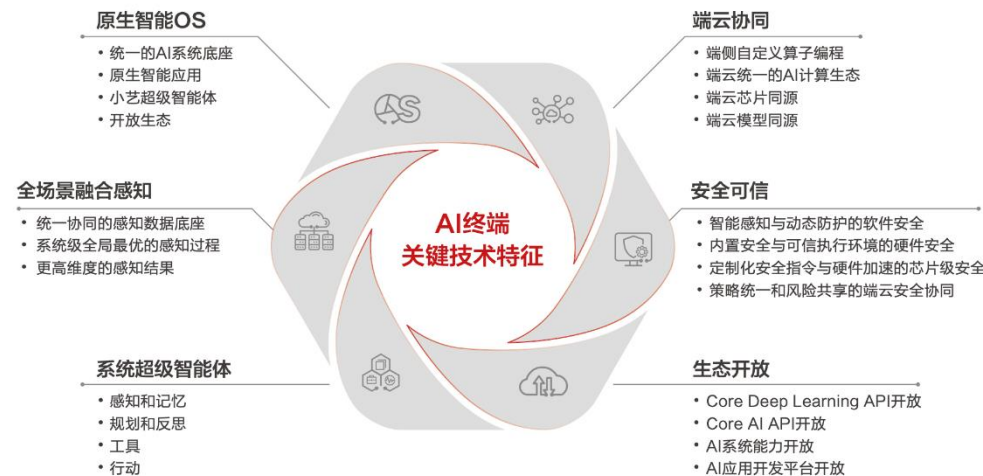 原生智能OS
• 统一的AI系统底座
• 原生智能应用
• 小艺超级智能体
• 开放生态
端云协同
• 端侧自定义算子编程
• 端云统一的AI计算生态
• 端云芯片同源
• 端云模型同源
全场景融合感知
• 统一协同的感知数据底座
• 系统级全局最优的感知过程
• 更高维度的感知结果
AI终端
关键技术特征
安全可信
• 智能感知与动态防护的软件安全
• 内置安全与可信执行环境的硬件安全
• 定制化安全指令与硬件加速的芯片级安全
• 策略统一和风险共享的端云安全协同
系统超级智能体
• 感知和记忆
• 规划和反思
• 工具
• 行动
生态开放
• Core Deep Learning API开放
• Core AI API开放
• AI系统能力开放
• AI应用开发平台开放